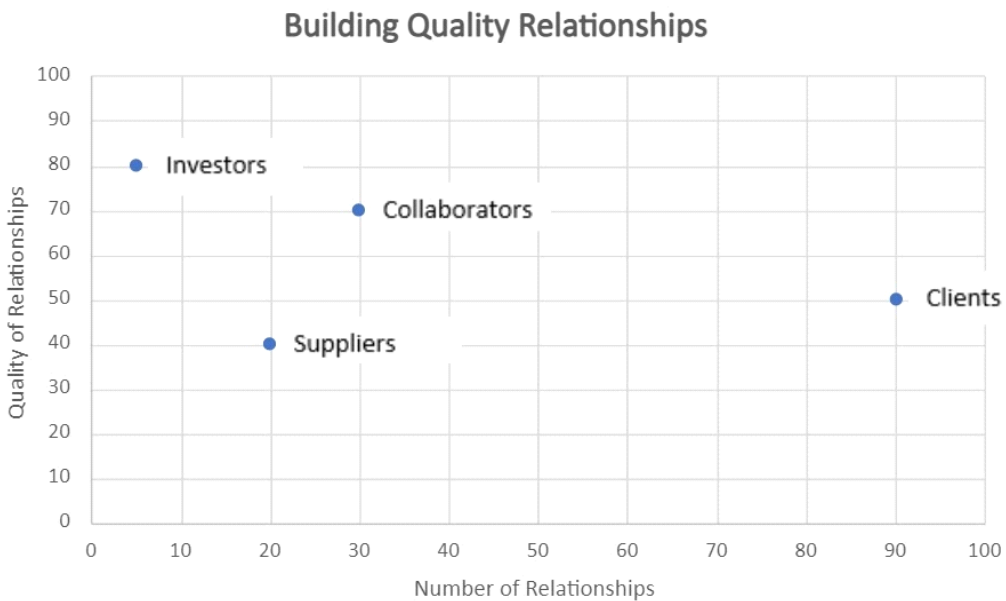 Building Quality Relationships
100
90
80
70
60
50
40
30
20
10
0
Quality of Relationships
Investors
Collaborators
Clients
Suppliers
0 10 20 30 40 50 60 70 80 90 100
Number of Relationships